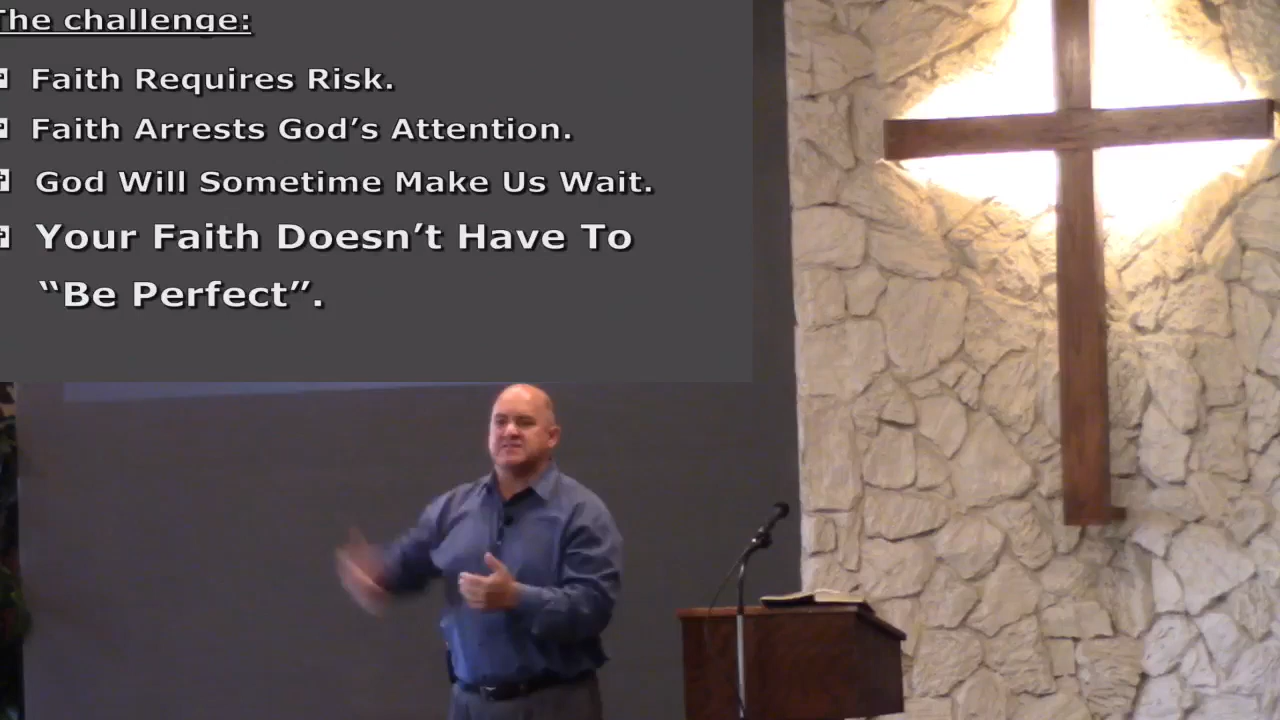 The challenge:
Faith Requires Risk.
Faith Arrests God’s Attention.
God Will Sometime Make Us Wait.
Your Faith Doesn’t Have To
“Be Perfect”.